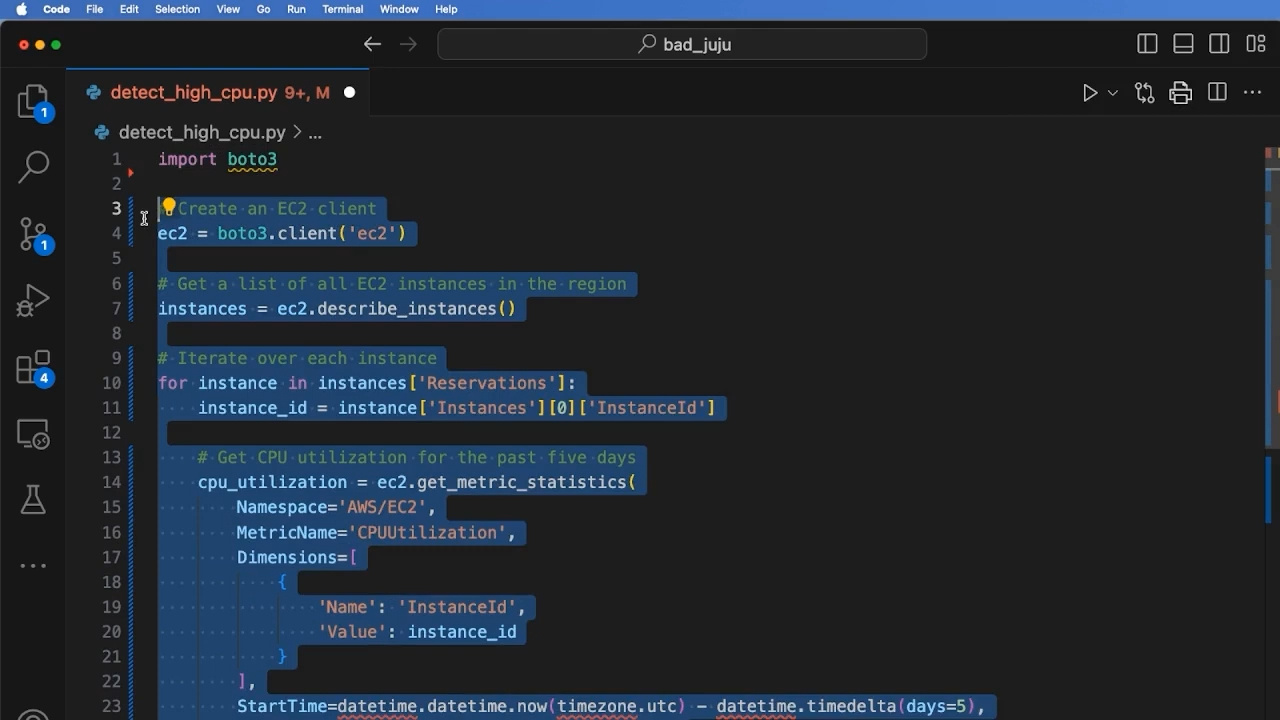 Code File Edit Selection View Go Run Terminal Window Help
bad_juju
detect_high_cpu.py 9+, M
detect_high_cpu.py > ...
1 import boto3
2
3 # Create an EC2 client
4 ec2 = boto3.client('ec2')
5
6 # Get a list of all EC2 instances in the region
7 instances = ec2.describe_instances()
8
9 # Iterate over each instance
10 for instance in instances['Reservations']:
11 instance_id = instance['Instances'][0]['InstanceId']
12
13 # Get CPU utilization for the past five days
14 cpu_utilization = ec2.get_metric_statistics(
15 Namespace='AWS/EC2',
16 MetricName='CPUUtilization',
17 Dimensions=[
18 {
19 'Name': 'InstanceId',
20 'Value': instance_id
21 }
22 ],
23 StartTime=datetime.datetime.now(timezone.utc) - datetime.timedelta(days=5),
1
1
4